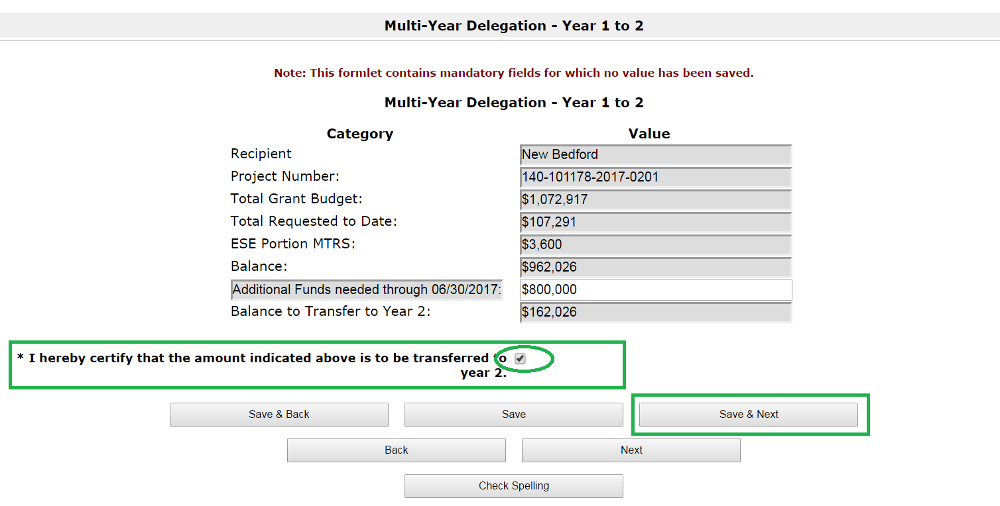 Multi-Year Delegation - Year 1 to 2
Note: This formlet contains mandatory fields for which no value has been saved.
Multi-Year Delegation - Year 1 to 2
Category Value
Recipient New Bedford
Project Number: 140-101178-2017-0201
Total Grant Budget: $1,072,917
Total Requested to Date: $107,291
ESE Portion MTRS: $3,600
Balance: $962,026
Additional Funds needed through 06/30/2017: $800,000
Balance to Transfer to Year 2: $162,026
* I hereby certify that the amount indicated above is to be transferred to
year 2.
Save & Back Save Save & Next
Back Next
Check Spelling